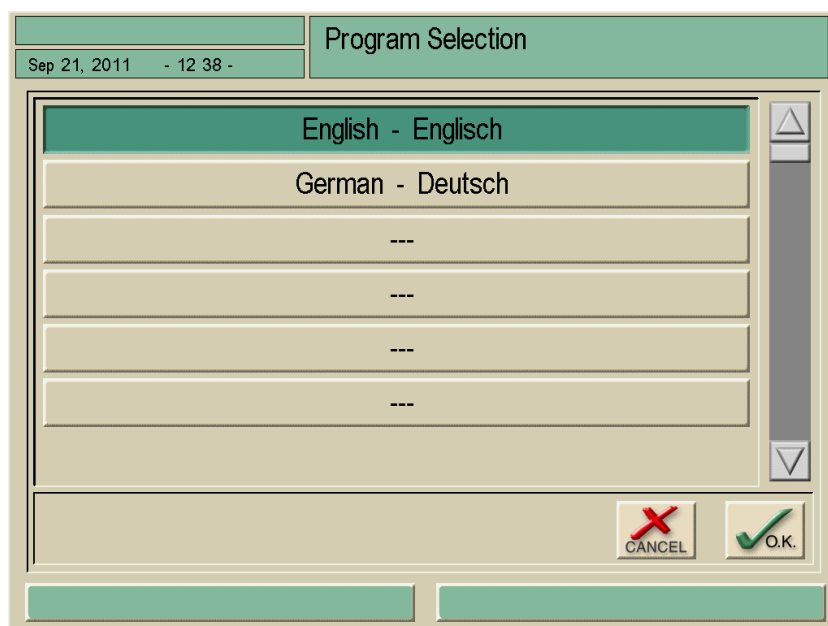 Program Selection
Sep 21, 2011 - 12 38 -
English - Englisch
German - Deutsch
---
---
---
---
CANCEL
O.K.